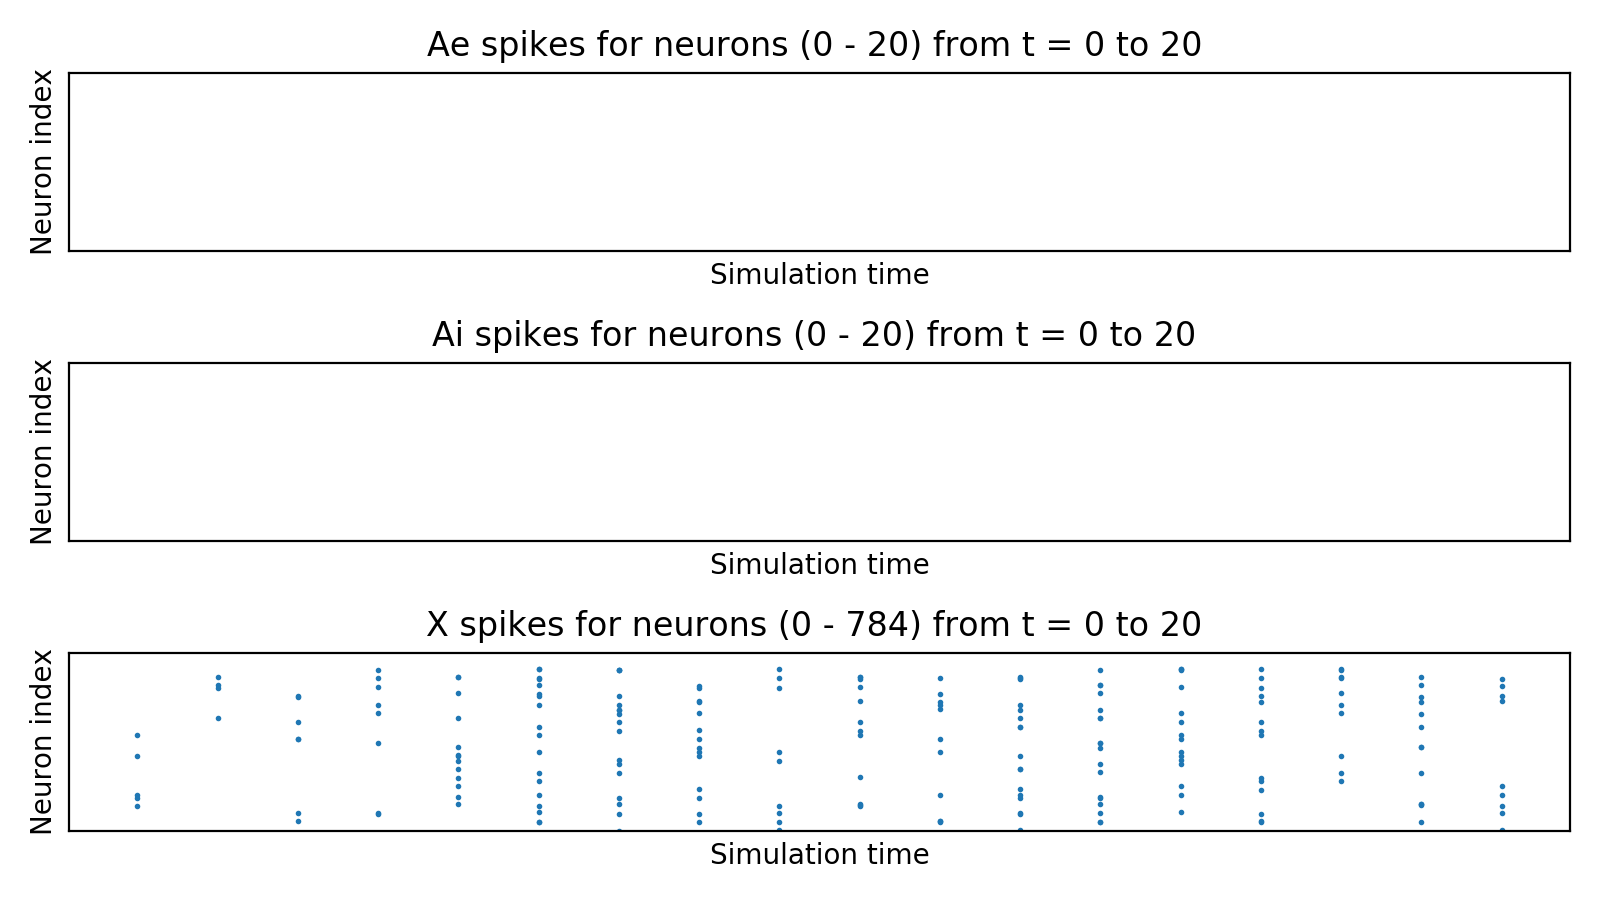 Ae spikes for neurons (0 - 20) from t = 0 to 20
Neuron index
Simulation time
Ai spikes for neurons (0 - 20) from t = 0 to 20
Neuron index
Simulation time
X spikes for neurons (0 - 784) from t = 0 to 20
Neuron index
Simulation time